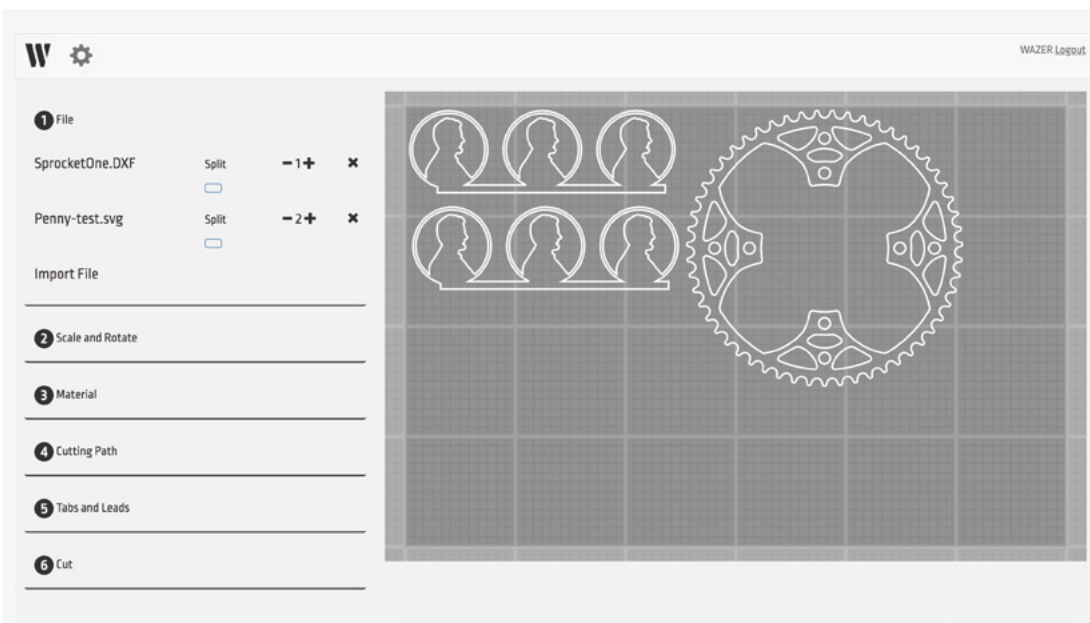 W
WAZER Logout
1 File
SprocketOne.DXF Split 1
Penny-test.svg Split 2
Import File
2 Scale and Rotate
3 Material
4 Cutting Path
5 Tabs and Leads
6 Cut